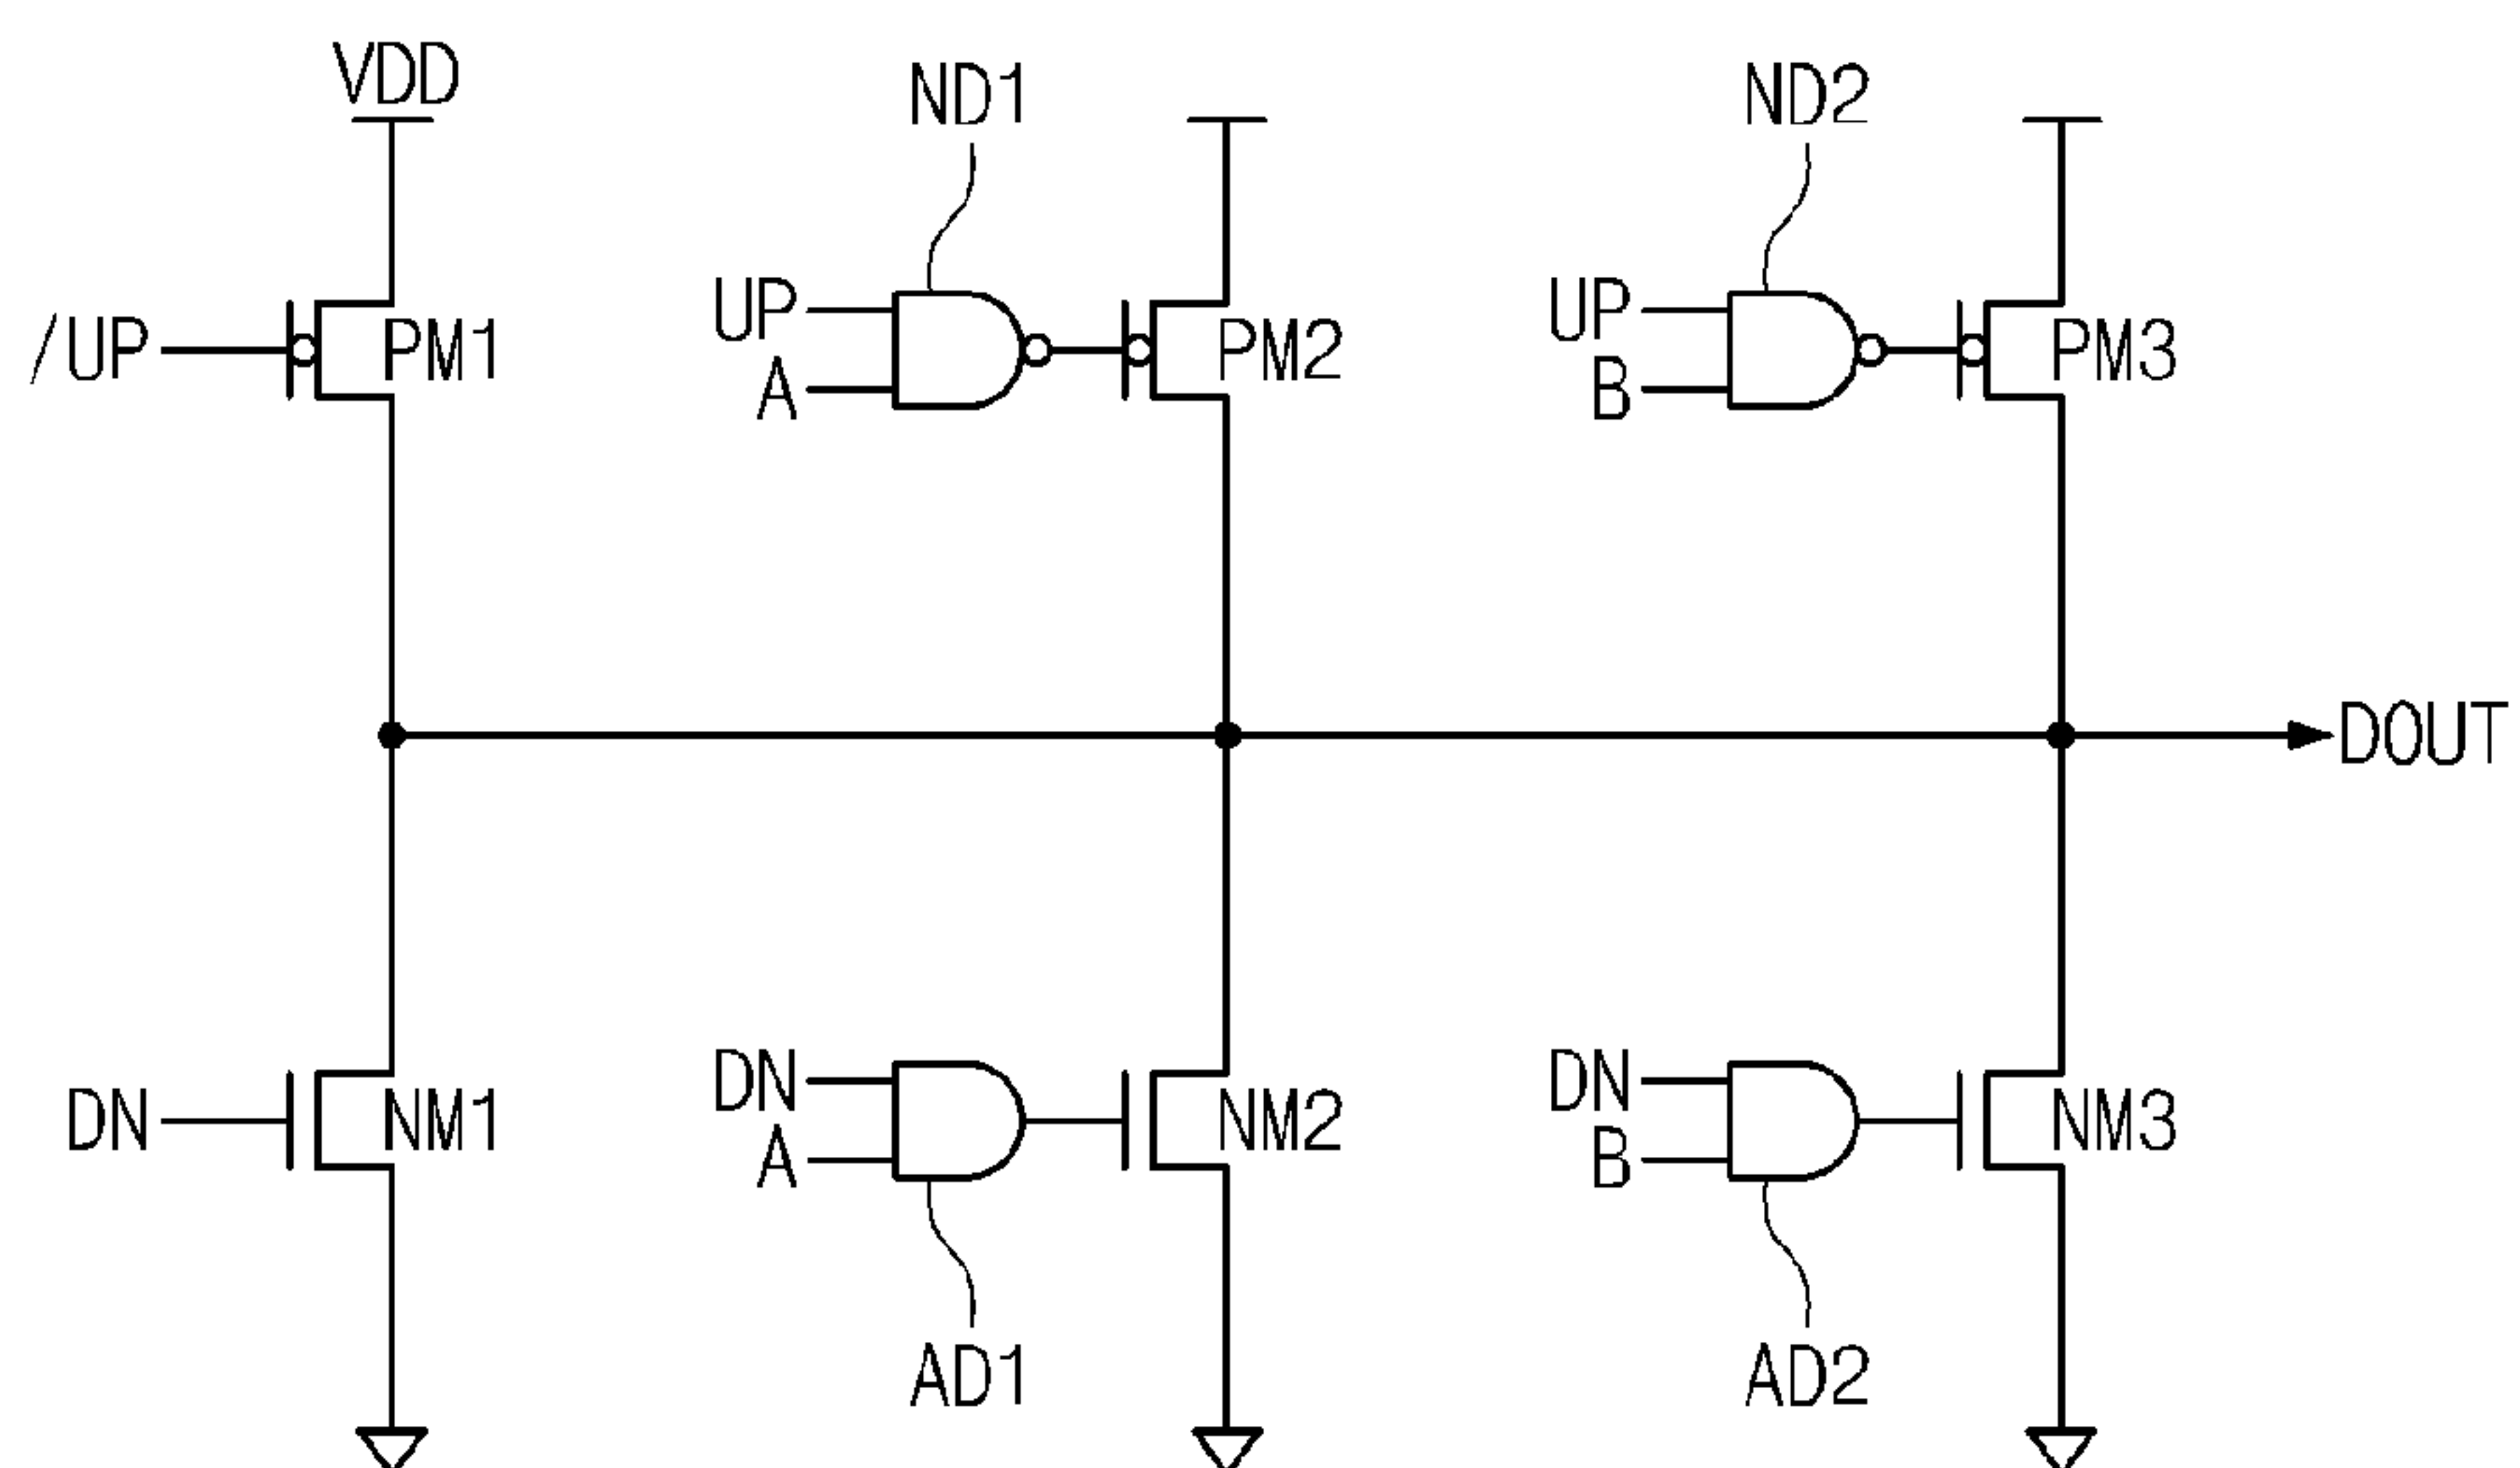 VDD
ND1
ND2
/UP
PM1
UP
A
PM2
UP
B
PM3
DOUT
DN
NM1
DN
A
NM2
DN
B
NM3
AD1
AD2